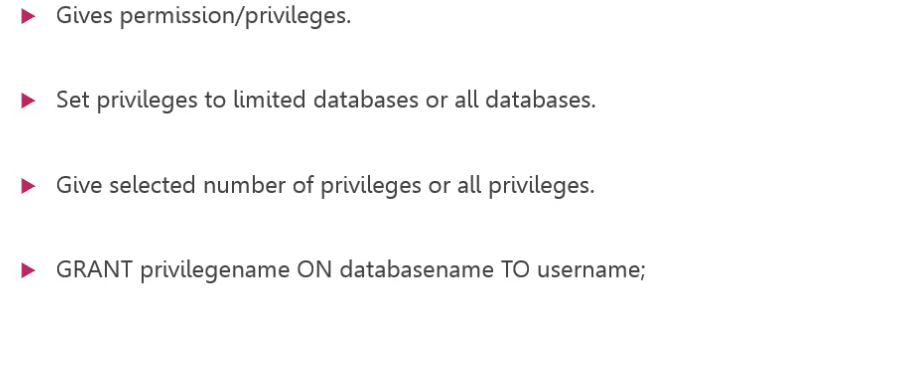 Gives permission/privileges.
Set privileges to limited databases or all databases.
Give selected number of privileges or all privileges.
GRANT privilegename ON databasename TO username;